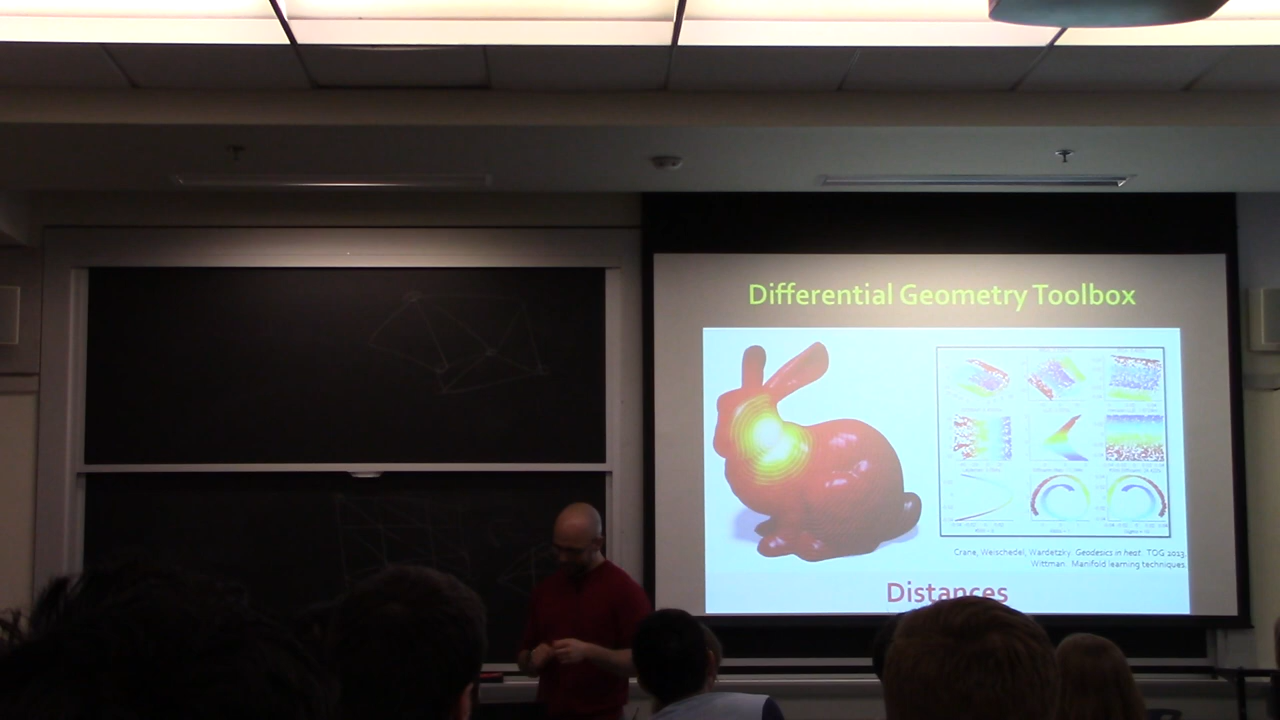 Differential Geometry Toolbox
Crane, Weischedel, Wardetzky. Geodesics in heat. TOG 2013.
Wittman. Manifold learning techniques.
Distances